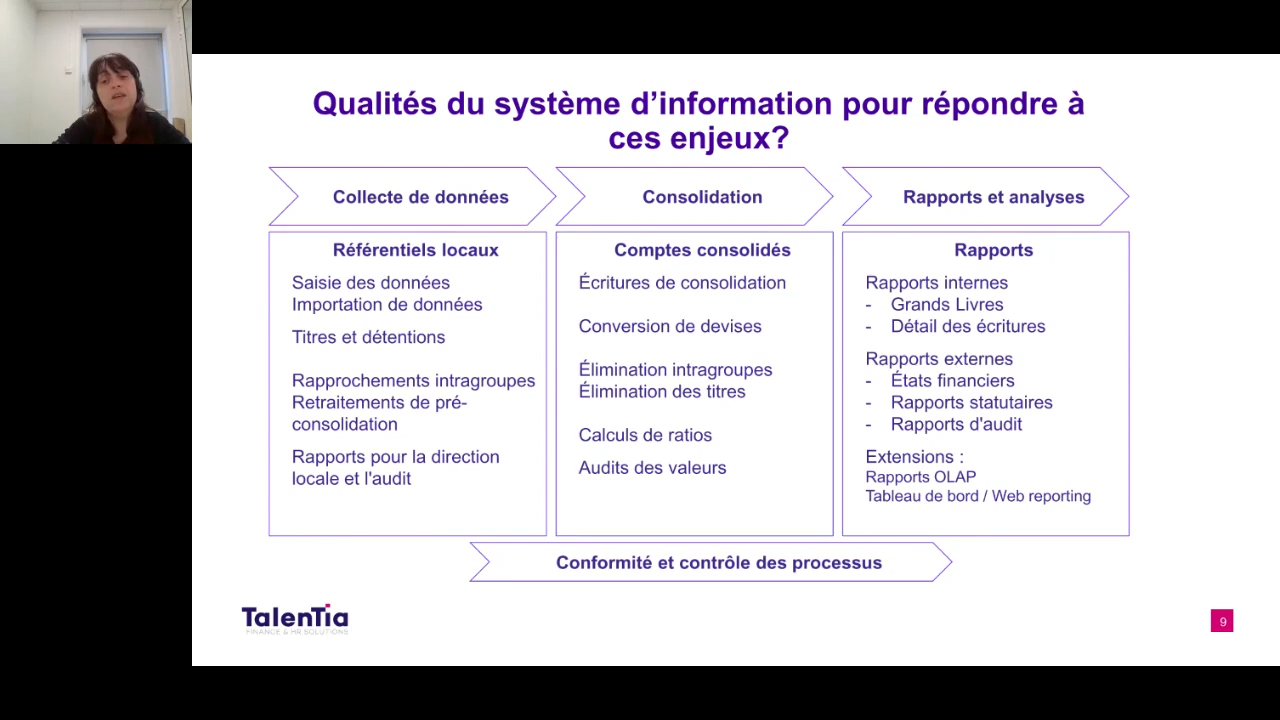 Qualités du système d’information pour répondre à
ces enjeux?
Collecte de données
Consolidation
Rapports et analyses
Référentiels locaux
Saisie des données
Importation de données
Titres et détentions
Rapprochements intragroupes
Retraitements de pré-
consolidation
Rapports pour la direction
locale et l'audit
Comptes consolidés
Écritures de consolidation
Conversion de devises
Élimination intragroupes
Élimination des titres
Calculs de ratios
Audits des valeurs
Rapports
Rapports internes
- Grands Livres
- Détail des écritures
Rapports externes
- États financiers
- Rapports statutaires
- Rapports d'audit
Extensions :
Rapports OLAP
Tableau de bord / Web reporting
Conformité et contrôle des processus
TalenTia
FINANCE & HR SOLUTIONS
9